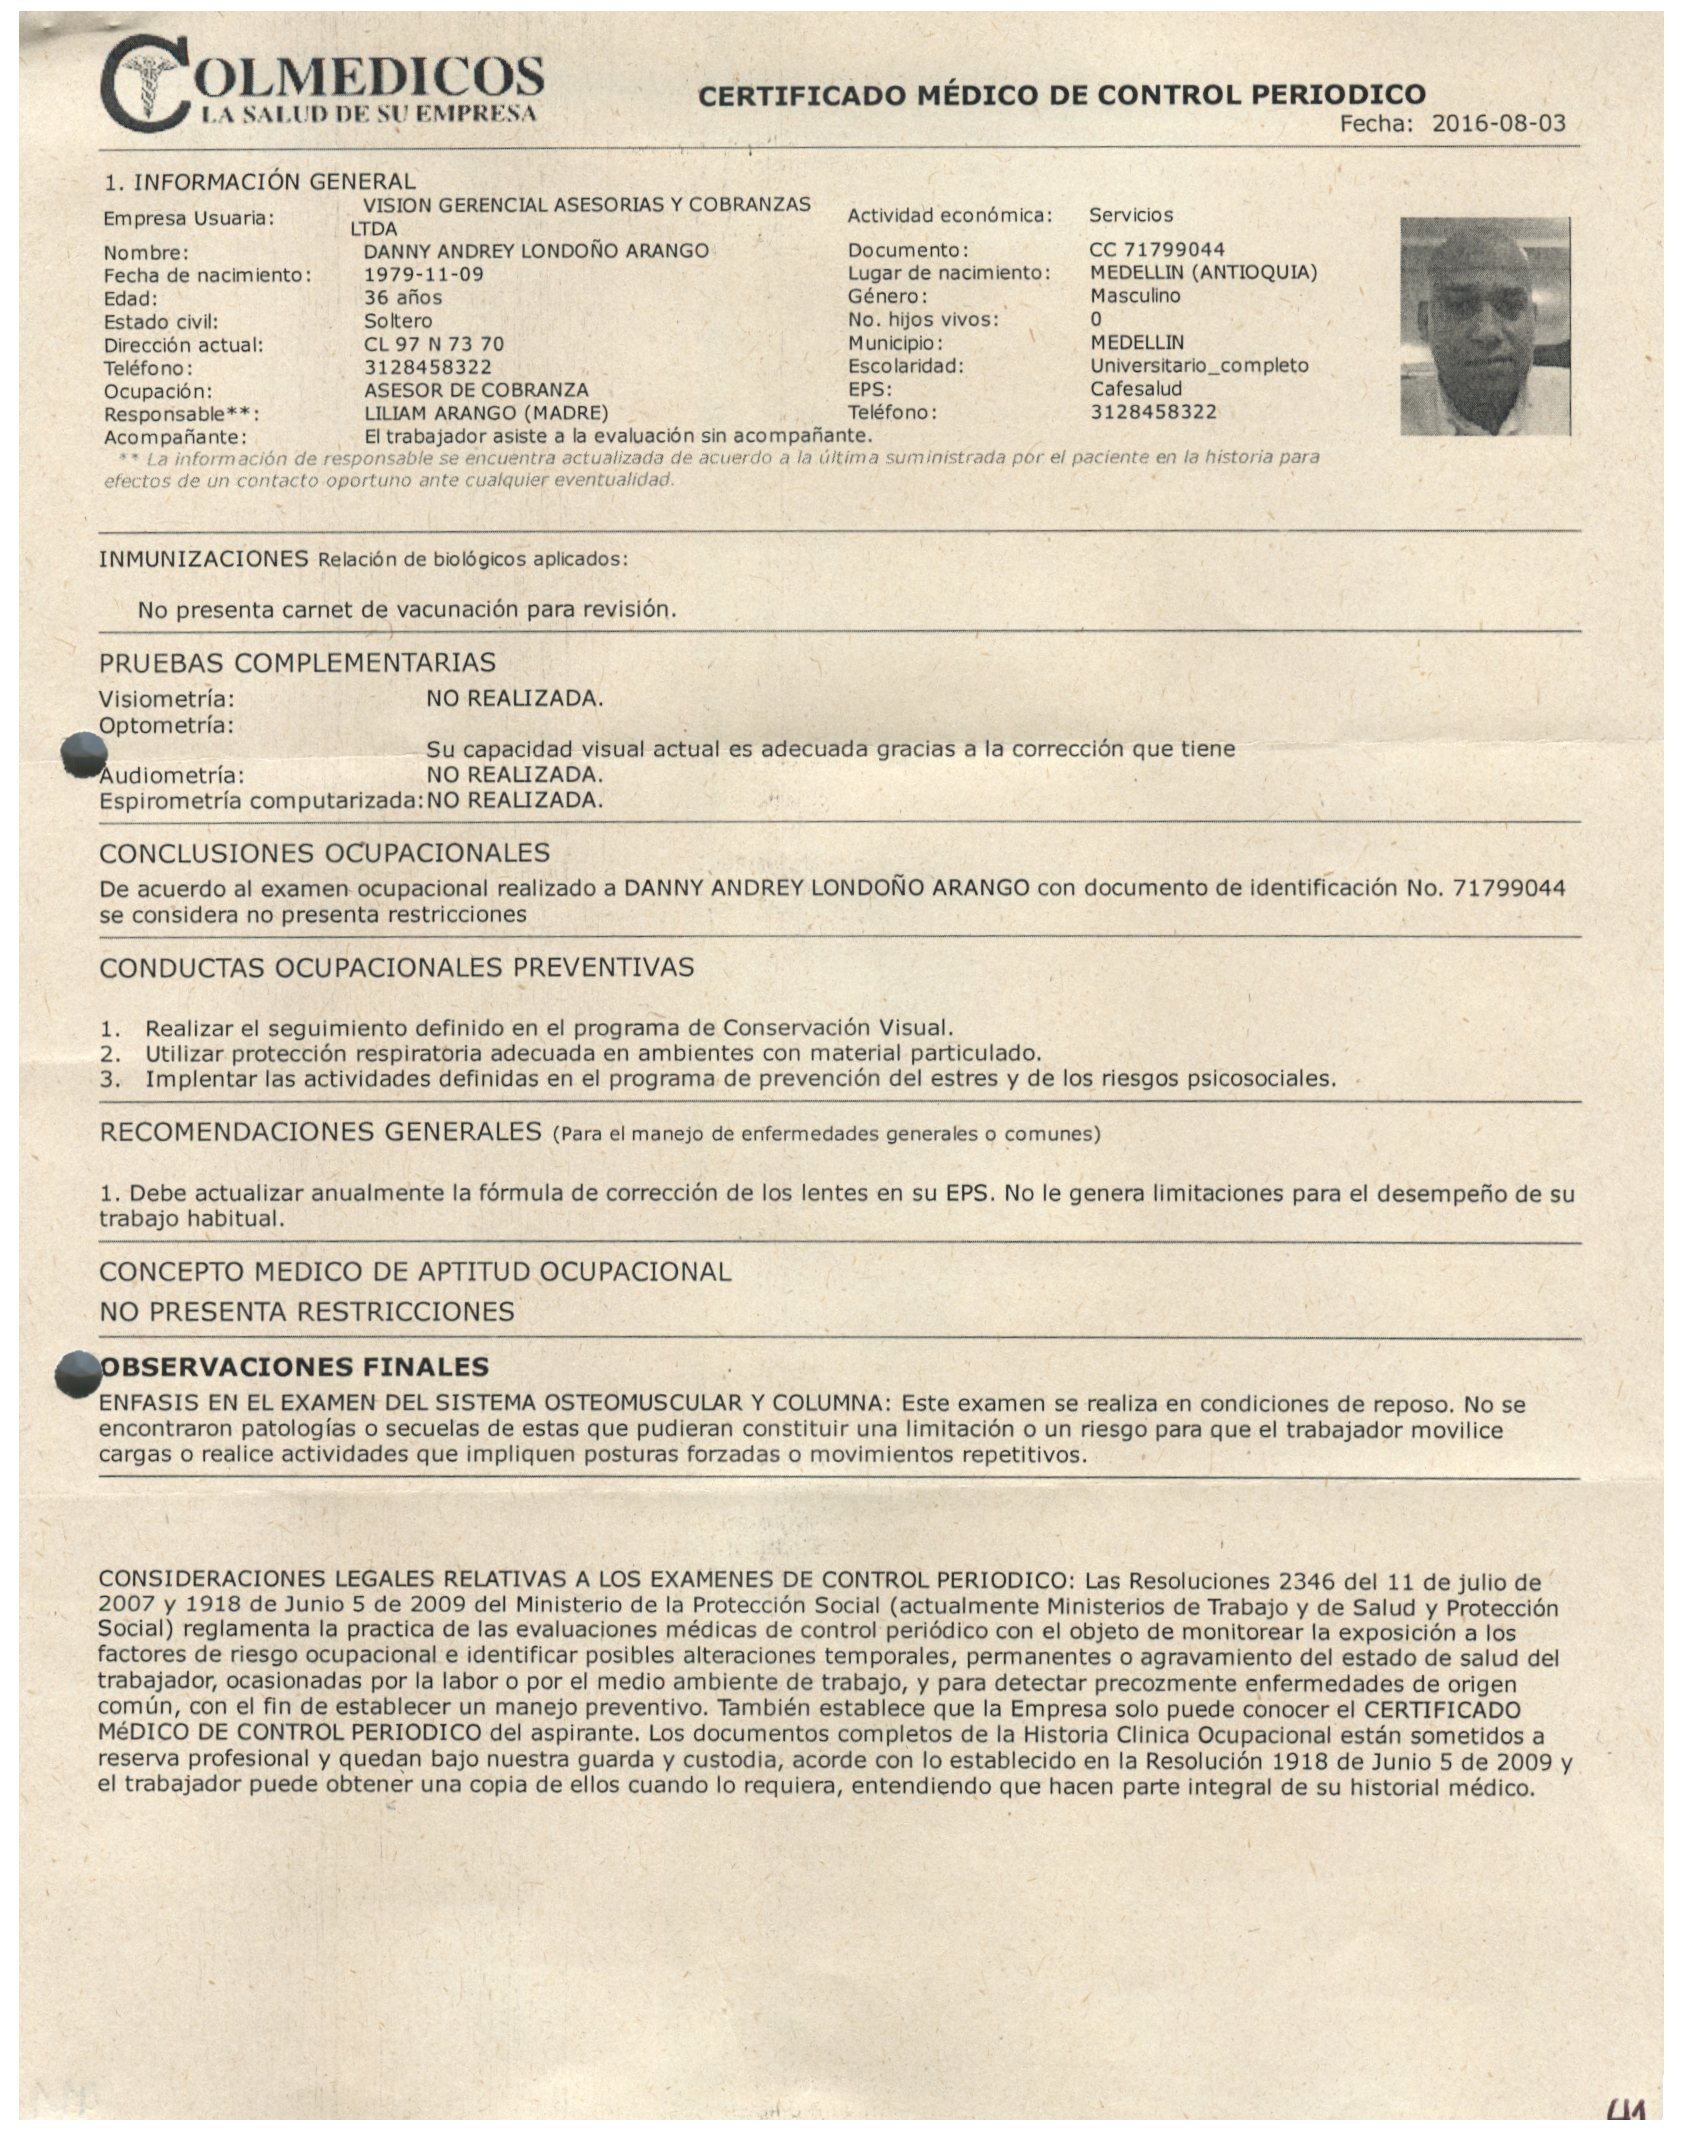 COLMEDICOS
LA SALUD DE SU EMPRESA
CERTIFICADO MÉDICO DE CONTROL PERIODICO
Fecha: 2016-08-03
1. INFORMACIÓN GENERAL
Empresa Usuaria: VISION GERENCIAL ASESORIAS Y COBRANZAS LTDA Actividad económica: Servicios
Nombre: DANNY ANDREY LONDOÑO ARANGO Documento: CC 71799044
Fecha de nacimiento: 1979-11-09 Lugar de nacimiento: MEDELLIN (ANTIOQUIA)
Edad: 36 años Género: Masculino
Estado civil: Soltero No. hijos vivos: 0
Dirección actual: CL 97 N 73 70 Municipio: MEDELLIN
Teléfono: 3128458322 Escolaridad: Universitario_completo
Ocupación: ASESOR DE COBRANZA EPS: Cafesalud
Responsable**: LILIAM ARANGO (MADRE) Teléfono: 3128458322
Acompañante: El trabajador asiste a la evaluación sin acompañante.
** La información de responsable se encuentra actualizada de acuerdo a la última suministrada por el paciente en la historia para
efectos de un contacto oportuno ante cualquier eventualidad.
INMUNIZACIONES Relación de biológicos aplicados:
No presenta carnet de vacunación para revisión.
PRUEBAS COMPLEMENTARIAS
Visiometría: NO REALIZADA.
Optometría:
Su capacidad visual actual es adecuada gracias a la corrección que tiene
Audiometría: NO REALIZADA.
Espirometría computarizada: NO REALIZADA.
CONCLUSIONES OCUPACIONALES
De acuerdo al examen ocupacional realizado a DANNY ANDREY LONDOÑO ARANGO con documento de identificación No. 71799044
se considera no presenta restricciones
CONDUCTAS OCUPACIONALES PREVENTIVAS
1. Realizar el seguimiento definido en el programa de Conservación Visual.
2. Utilizar protección respiratoria adecuada en ambientes con material particulado.
3. Implentar las actividades definidas en el programa de prevención del estres y de los riesgos psicosociales.
RECOMENDACIONES GENERALES (Para el manejo de enfermedades generales o comunes)
1. Debe actualizar anualmente la fórmula de corrección de los lentes en su EPS. No le genera limitaciones para el desempeño de su
trabajo habitual.
CONCEPTO MEDICO DE APTITUD OCUPACIONAL
NO PRESENTA RESTRICCIONES
OBSERVACIONES FINALES
ENFASIS EN EL EXAMEN DEL SISTEMA OSTEOMUSCULAR Y COLUMNA: Este examen se realiza en condiciones de reposo. No se
encontraron patologías o secuelas de estas que pudieran constituir una limitación o un riesgo para que el trabajador movilice
cargas o realice actividades que impliquen posturas forzadas o movimientos repetitivos.
CONSIDERACIONES LEGALES RELATIVAS A LOS EXAMENES DE CONTROL PERIODICO: Las Resoluciones 2346 del 11 de julio de
2007 y 1918 de Junio 5 de 2009 del Ministerio de la Protección Social (actualmente Ministerios de Trabajo y de Salud y Protección
Social) reglamenta la practica de las evaluaciones médicas de control periódico con el objeto de monitorear la exposición a los
factores de riesgo ocupacional e identificar posibles alteraciones temporales, permanentes o agravamiento del estado de salud del
trabajador, ocasionadas por la labor o por el medio ambiente de trabajo, y para detectar precozmente enfermedades de origen
común, con el fin de establecer un manejo preventivo. También establece que la Empresa solo puede conocer el CERTIFICADO
MéDICO DE CONTROL PERIODICO del aspirante. Los documentos completos de la Historia Clinica Ocupacional están sometidos a
reserva profesional y quedan bajo nuestra guarda y custodia, acorde con lo establecido en la Resolución 1918 de Junio 5 de 2009 y
el trabajador puede obtener una copia de ellos cuando lo requiera, entendiendo que hacen parte integral de su historial médico.
41